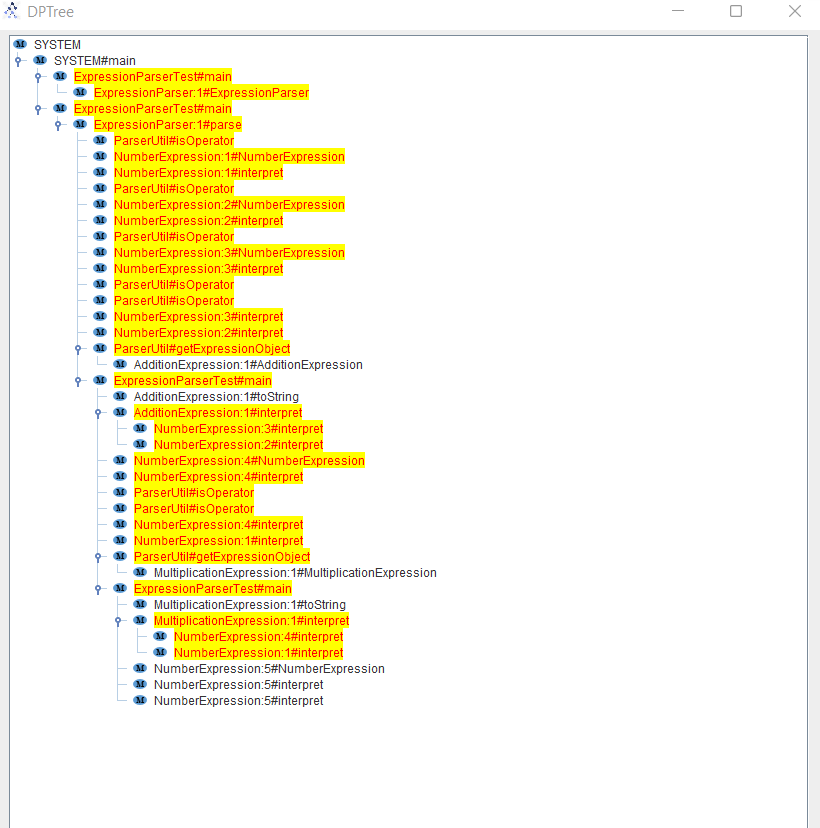 DPTree
SYSTEM
SYSTEM#main
ExpressionParserTest#main
ExpressionParser:1#ExpressionParser
ExpressionParserTest#main
ExpressionParser:1#parse
ParserUtil#isOperator
NumberExpression:1#NumberExpression
NumberExpression:1#interpret
ParserUtil#isOperator
NumberExpression:2#NumberExpression
NumberExpression:2#interpret
ParserUtil#isOperator
NumberExpression:3#NumberExpression
NumberExpression:3#interpret
ParserUtil#isOperator
ParserUtil#isOperator
NumberExpression:3#interpret
NumberExpression:2#interpret
ParserUtil#getExpressionObject
AdditionExpression:1#AdditionExpression
ExpressionParserTest#main
AdditionExpression:1#toString
AdditionExpression:1#interpret
NumberExpression:3#interpret
NumberExpression:2#interpret
NumberExpression:4#NumberExpression
NumberExpression:4#interpret
ParserUtil#isOperator
ParserUtil#isOperator
NumberExpression:4#interpret
NumberExpression:1#interpret
ParserUtil#getExpressionObject
MultiplicationExpression:1#MultiplicationExpression
ExpressionParserTest#main
MultiplicationExpression:1#toString
MultiplicationExpression:1#interpret
NumberExpression:4#interpret
NumberExpression:1#interpret
NumberExpression:5#NumberExpression
NumberExpression:5#interpret
NumberExpression:5#interpret